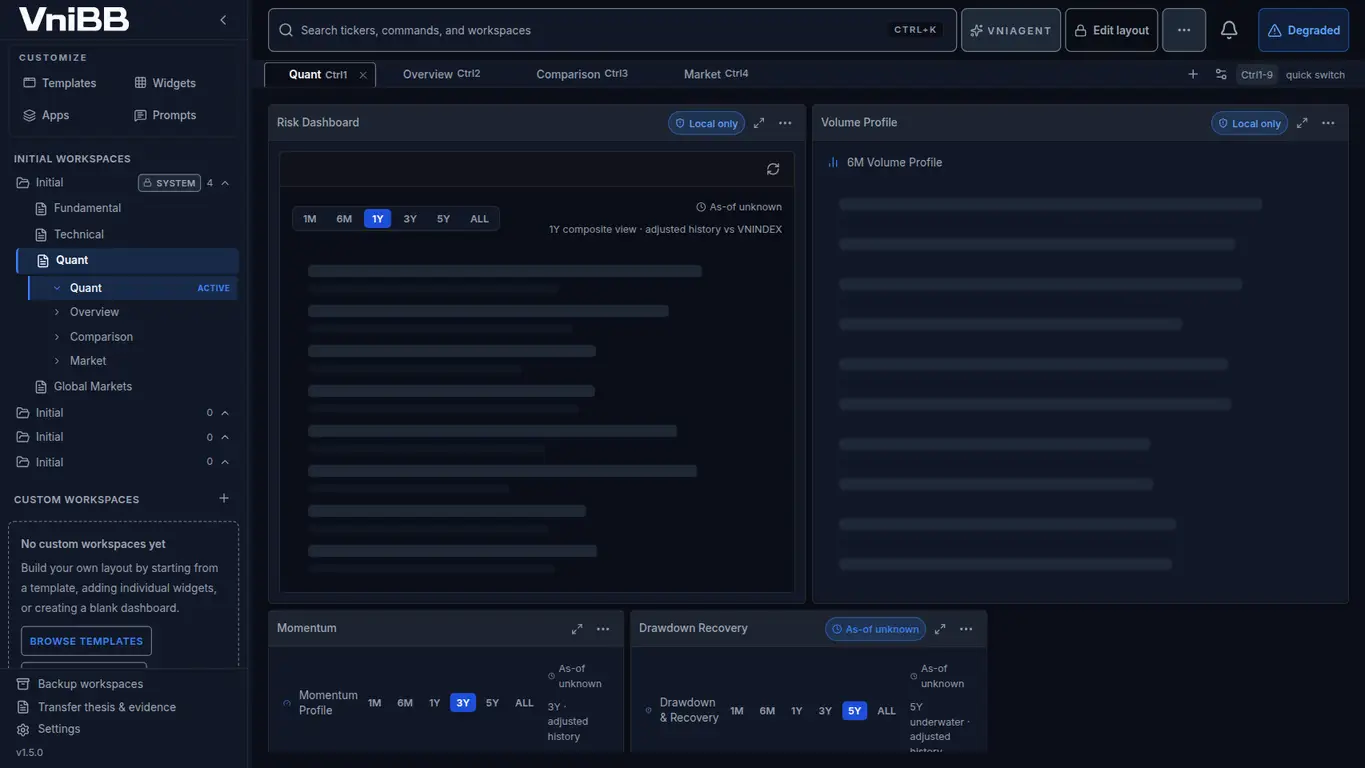 VniBB
CUSTOMIZE
Templates
Widgets
Apps
Prompts
INITIAL WORKSPACES
Initial SYSTEM 4
Fundamental
Technical
Quant
Quant ACTIVE
Overview
Comparison
Market
Global Markets
Initial 0
Initial 0
Initial 0
CUSTOM WORKSPACES
No custom workspaces yet
Build your own layout by starting from
a template, adding individual widgets,
or creating a blank dashboard.
BROWSE TEMPLATES
Backup workspaces
Transfer thesis & evidence
Settings
v1.5.0
Search tickers, commands, and workspaces CTRL+K
VNIAGENT
Edit layout
Degraded
Quant Ctrl1
Overview Ctrl2
Comparison Ctrl3
Market Ctrl4
Ctrl1-9 quick switch
Risk Dashboard
Local only
1M 6M 1Y 3Y 5Y ALL
As-of unknown
1Y composite view · adjusted history vs VNINDEX
Volume Profile
Local only
6M Volume Profile
Momentum
Momentum
Profile
1M 6M 1Y 3Y 5Y ALL
As-of
unknown
3Y ·
adjusted
history
Drawdown Recovery
As-of unknown
Drawdown
& Recovery
1M 6M 1Y 3Y 5Y ALL
As-of
unknown
5Y
underwater ·
adjusted
history